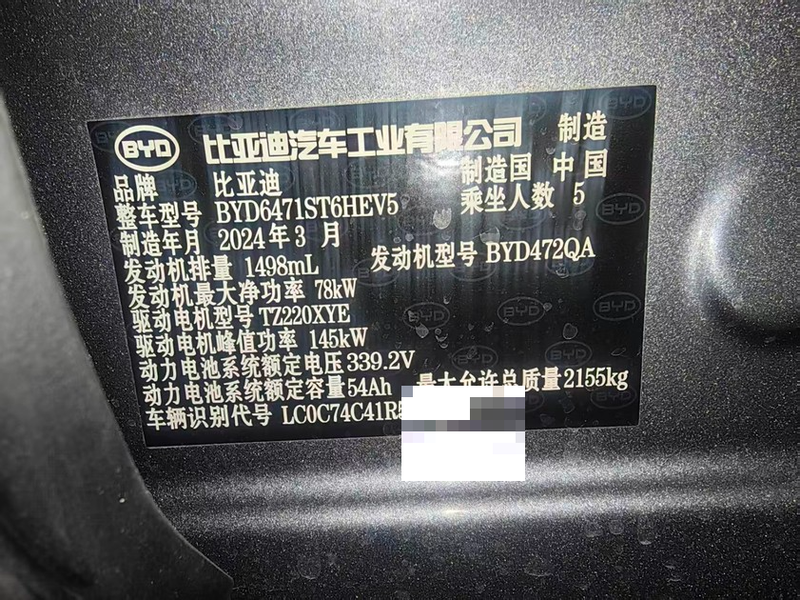 BYD 比亚迪汽车工业有限公司 制造
品牌 比亚迪 制造国 中国
整车型号 BYD6471ST6HEV5 乘坐人数 5
制造年月 2024年3月
发动机排量 1498mL 发动机型号 BYD472QA
发动机最大净功率 78kW
驱动电机型号 TZ220XYE
驱动电机峰值功率 145kW
动力电池系统额定电压 339.2V
动力电池系统额定容量 54Ah 最大允许总质量 2155kg
车辆识别代号 LC0C74C41R